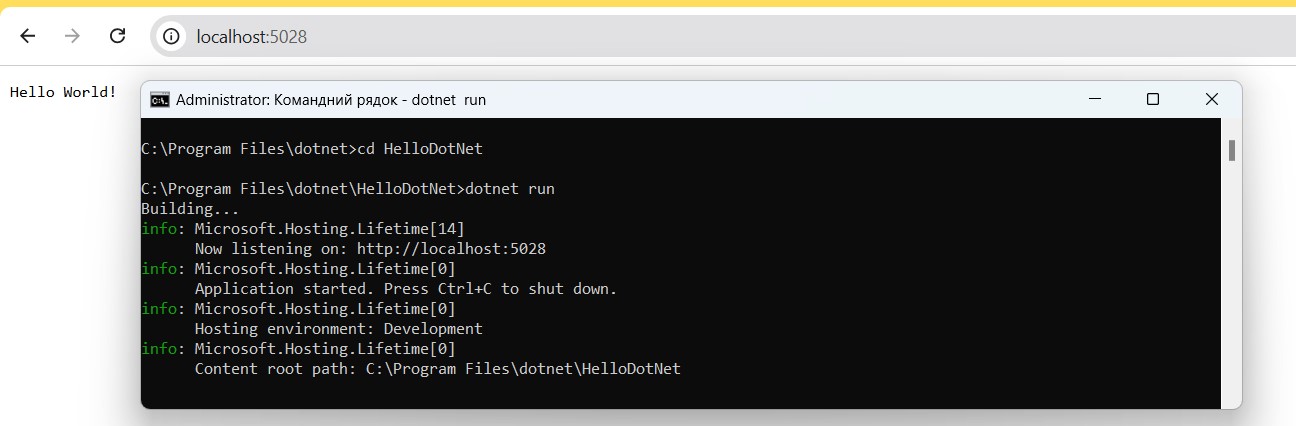 localhost:5028
Hello World!
Administrator: Командний рядок - dotnet  run
C:\Program Files\dotnet>cd HelloDotNet
C:\Program Files\dotnet\HelloDotNet>dotnet run
Building...
info: Microsoft.Hosting.Lifetime[14]
      Now listening on: http://localhost:5028
info: Microsoft.Hosting.Lifetime[0]
      Application started. Press Ctrl+C to shut down.
info: Microsoft.Hosting.Lifetime[0]
      Hosting environment: Development
info: Microsoft.Hosting.Lifetime[0]
      Content root path: C:\Program Files\dotnet\HelloDotNet